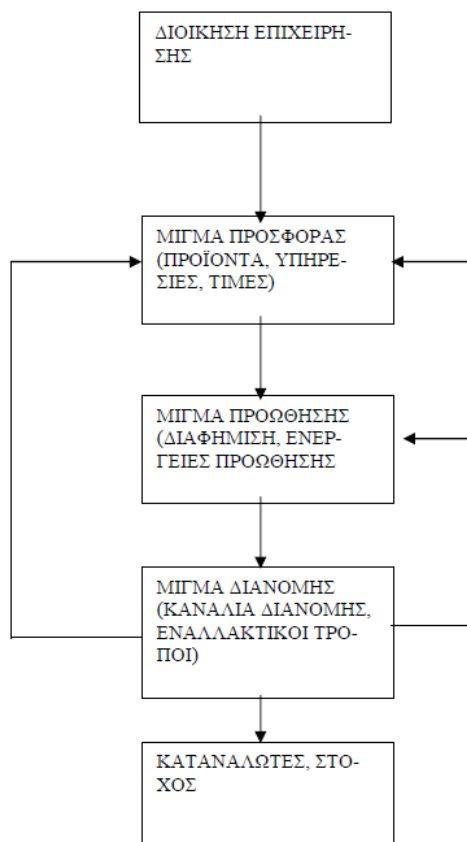 ΔΙΟΙΚΗΣΗ ΕΠΙΧΕΙΡΗ-
ΣΗΣ
ΜΙΓΜΑ ΠΡΟΣΦΟΡΑΣ
(ΠΡΟΪΟΝΤΑ, ΥΠΗΡΕ-
ΣΙΕΣ, ΤΙΜΕΣ)
ΜΙΓΜΑ ΠΡΟΩΘΗΣΗΣ
(ΔΙΑΦΗΜΙΣΗ, ΕΝΕΡ-
ΓΕΙΕΣ ΠΡΟΩΘΗΣΗΣ
ΜΙΓΜΑ ΔΙΑΝΟΜΗΣ
(ΚΑΝΑΛΙΑ ΔΙΑΝΟΜΗΣ,
ΕΝΑΛΛΑΚΤΙΚΟΙ ΤΡΟ-
ΠΟΙ)
ΚΑΤΑΝΑΛΩΤΕΣ, ΣΤΟ-
ΧΟΣ